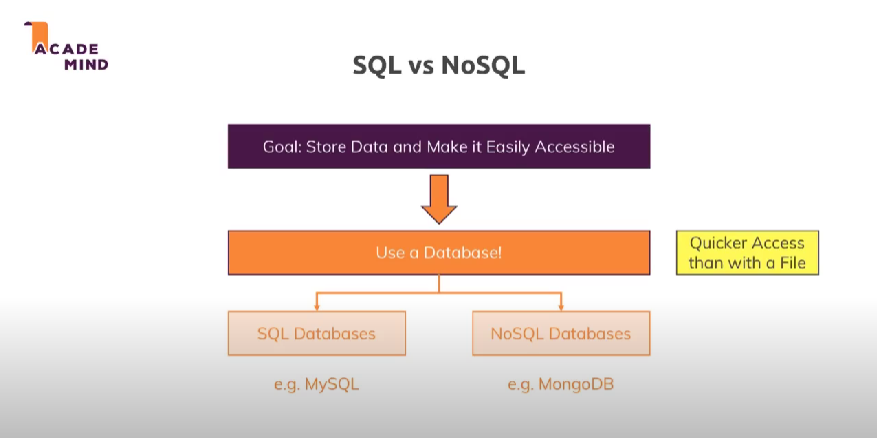 ACADE
MIND
SQL vs NoSQL
Goal: Store Data and Make it Easily Accessible
Use a Database!
Quicker Access
than with a File
SQL Databases
NoSQL Databases
e.g. MySQL
e.g. MongoDB